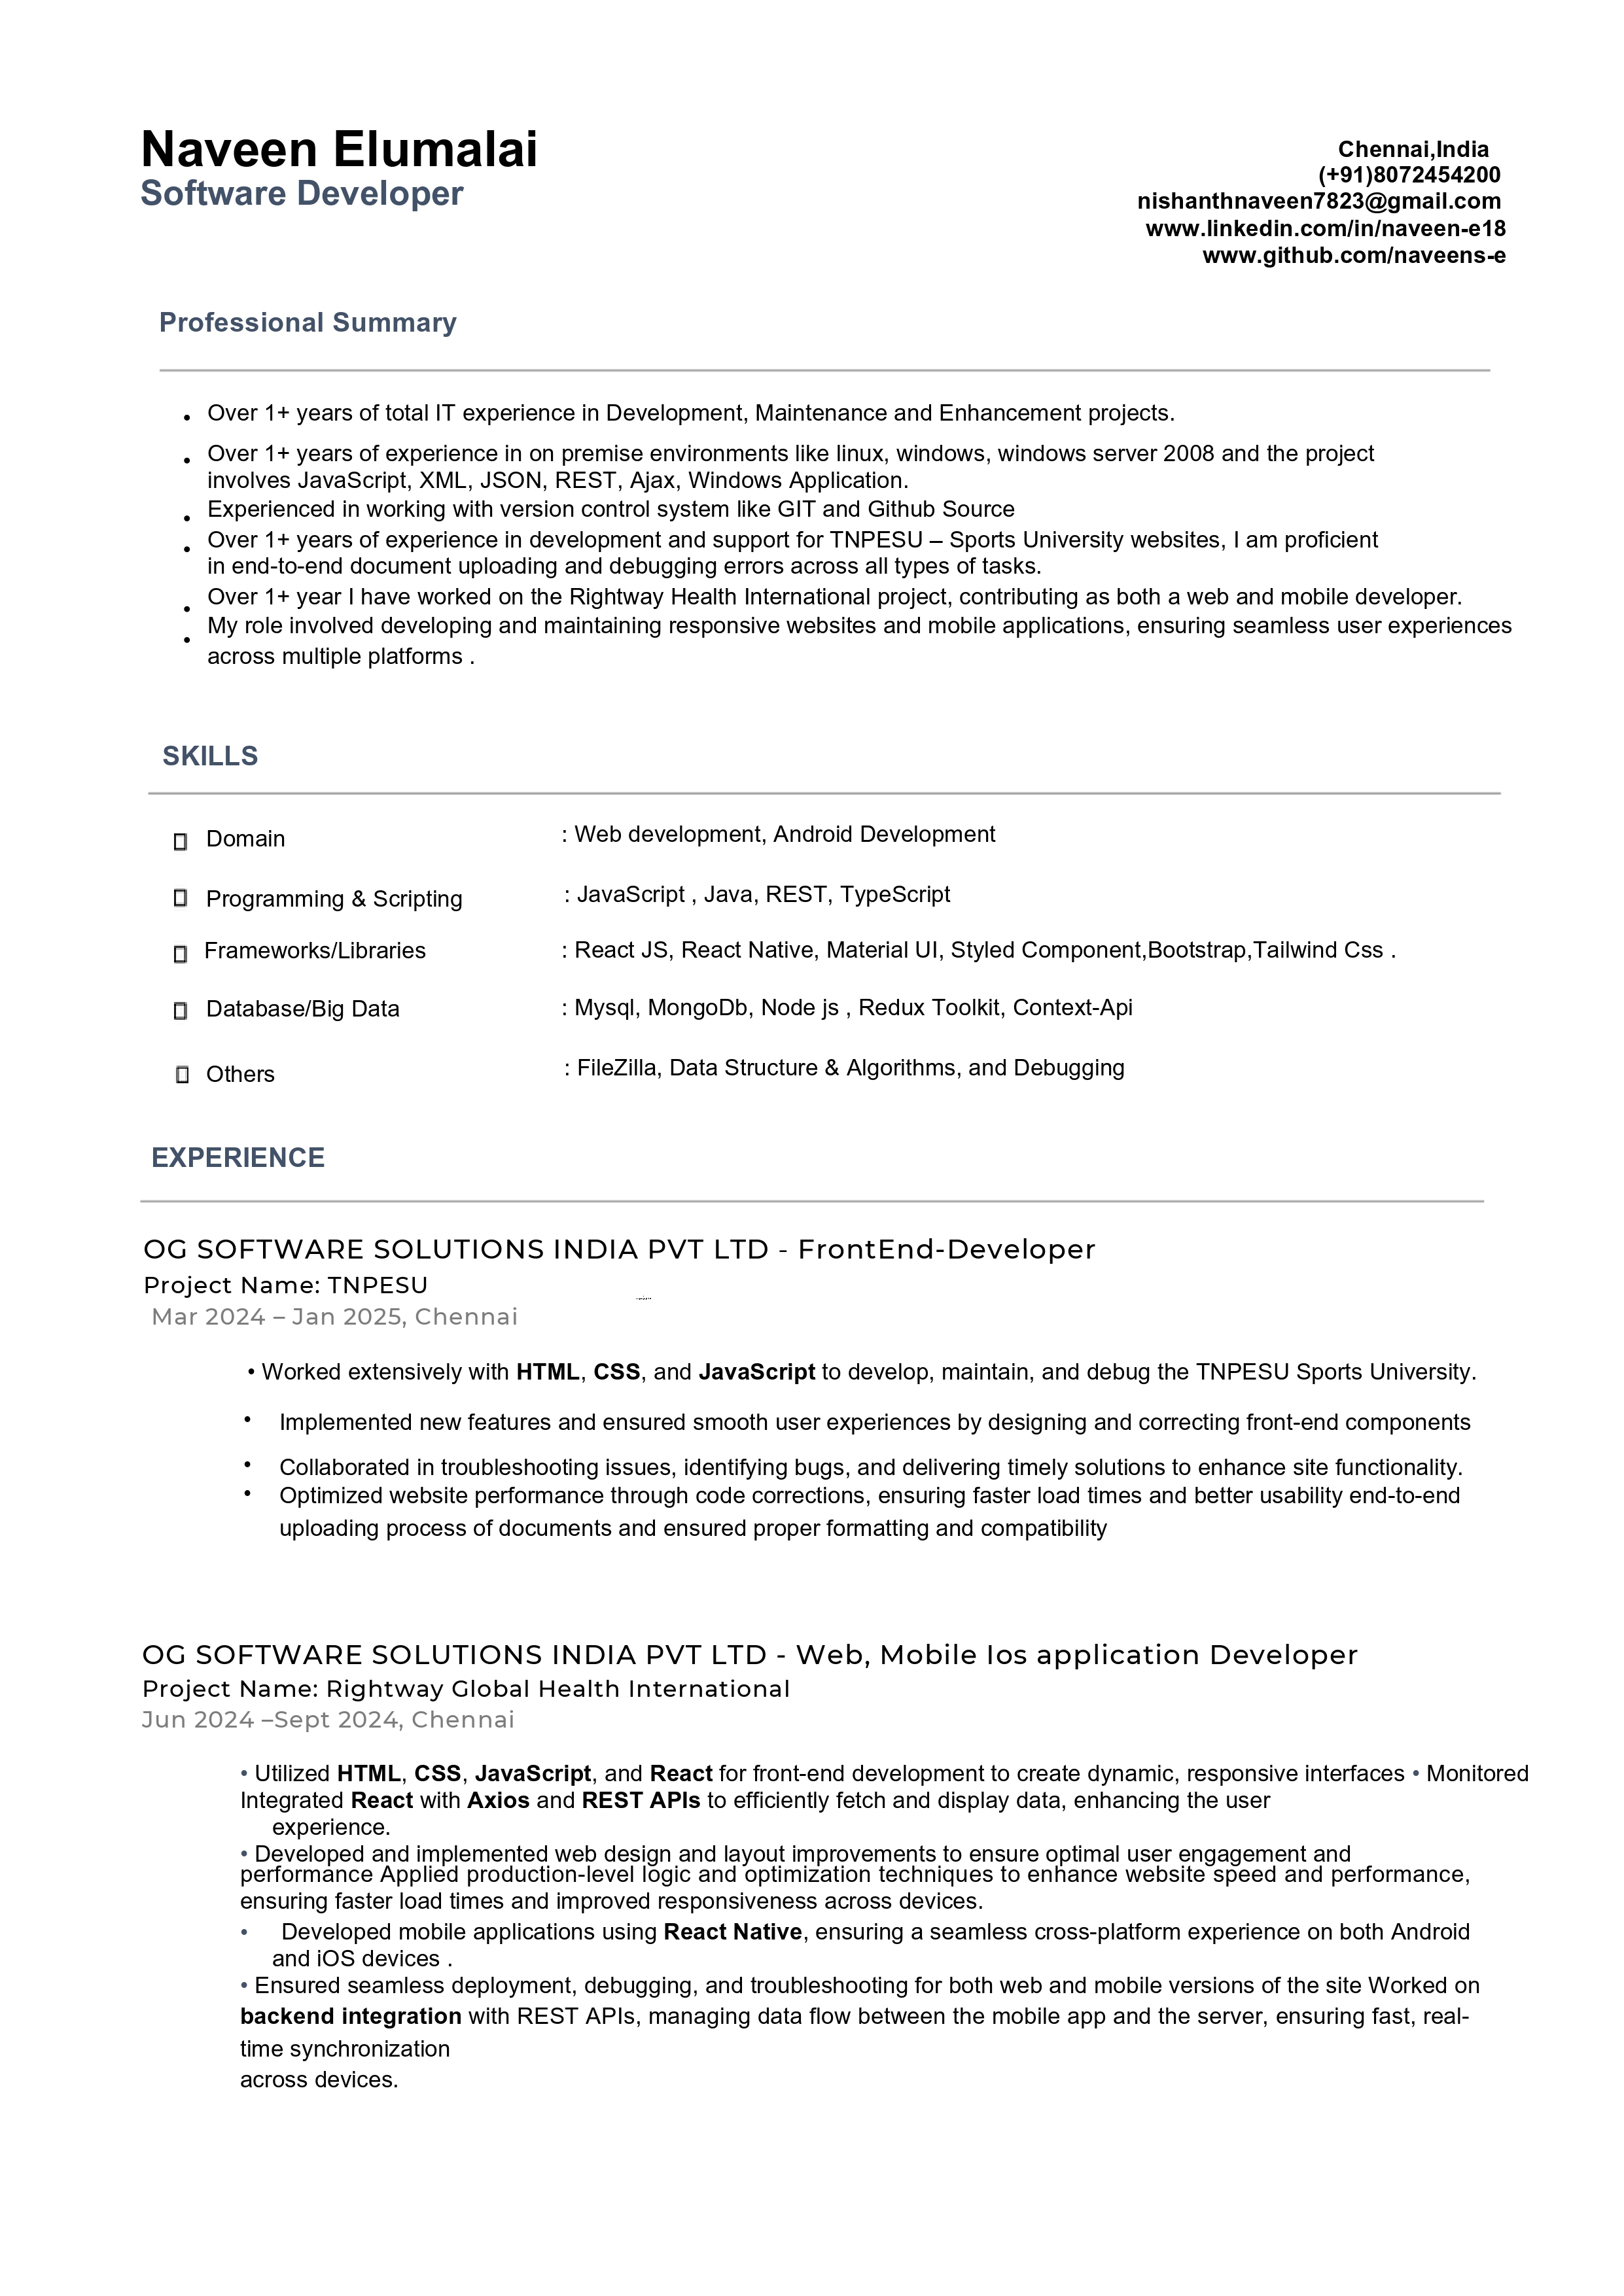 Naveen Elumalai
Software Developer
Chennai,India
(+91)8072454200
nishanthnaveen7823@gmail.com
www.linkedin.com/in/naveen-e18
www.github.com/naveens-e
Professional Summary
• Over 1+ years of total IT experience in Development, Maintenance and Enhancement projects.
• Over 1+ years of experience in on premise environments like linux, windows, windows server 2008 and the project
involves JavaScript, XML, JSON, REST, Ajax, Windows Application.
• Experienced in working with version control system like GIT and Github Source
• Over 1+ years of experience in development and support for TNPESU – Sports University websites, I am proficient
in end-to-end document uploading and debugging errors across all types of tasks.
• Over 1+ year I have worked on the Rightway Health International project, contributing as both a web and mobile developer.
• My role involved developing and maintaining responsive websites and mobile applications, ensuring seamless user experiences
across multiple platforms .
SKILLS
Domain : Web development, Android Development
Programming & Scripting : JavaScript , Java, REST, TypeScript
Frameworks/Libraries : React JS, React Native, Material UI, Styled Component,Bootstrap,Tailwind Css .
Database/Big Data : Mysql, MongoDb, Node js , Redux Toolkit, Context-Api
Others : FileZilla, Data Structure & Algorithms, and Debugging
EXPERIENCE
OG SOFTWARE SOLUTIONS INDIA PVT LTD - FrontEnd-Developer
Project Name: TNPESU
Mar 2024 – Jan 2025, Chennai
• Worked extensively with HTML, CSS, and JavaScript to develop, maintain, and debug the TNPESU Sports University.
• Implemented new features and ensured smooth user experiences by designing and correcting front-end components
• Collaborated in troubleshooting issues, identifying bugs, and delivering timely solutions to enhance site functionality.
• Optimized website performance through code corrections, ensuring faster load times and better usability end-to-end
uploading process of documents and ensured proper formatting and compatibility
OG SOFTWARE SOLUTIONS INDIA PVT LTD - Web, Mobile Ios application Developer
Project Name: Rightway Global Health International
Jun 2024 –Sept 2024, Chennai
• Utilized HTML, CSS, JavaScript, and React for front-end development to create dynamic, responsive interfaces • Monitored
Integrated React with Axios and REST APIs to efficiently fetch and display data, enhancing the user
experience.
• Developed and implemented web design and layout improvements to ensure optimal user engagement and
performance Applied production-level logic and optimization techniques to enhance website speed and performance,
ensuring faster load times and improved responsiveness across devices.
• Developed mobile applications using React Native, ensuring a seamless cross-platform experience on both Android
and iOS devices .
• Ensured seamless deployment, debugging, and troubleshooting for both web and mobile versions of the site Worked on
backend integration with REST APIs, managing data flow between the mobile app and the server, ensuring fast, real-
time synchronization
across devices.